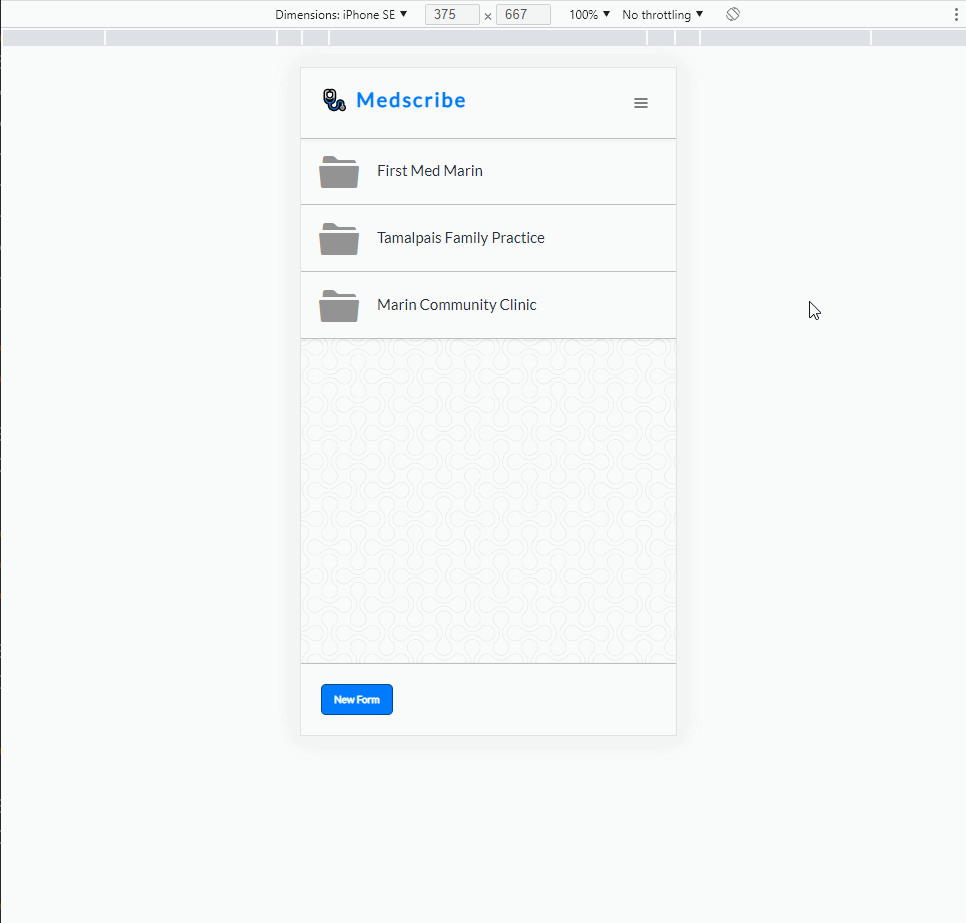 Dimensions: iPhone SE 375 × 667 100% No throttling
Medscribe
First Med Marin
Tamalpais Family Practice
Marin Community Clinic
New Form